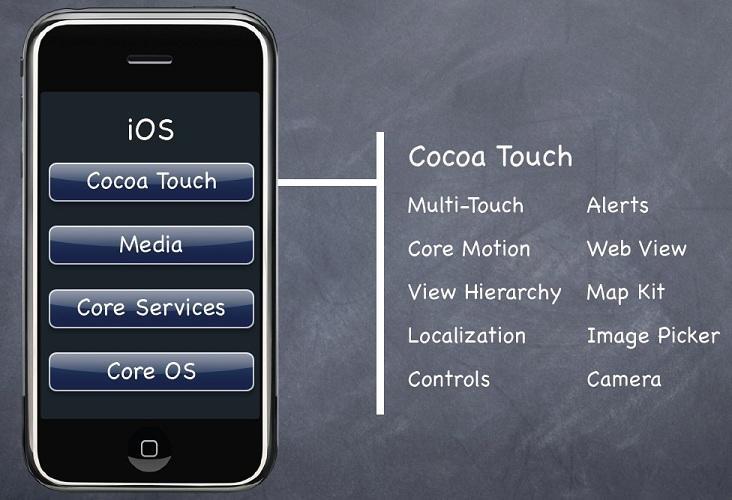 iOS
Cocoa Touch
Media
Core Services
Core OS
Cocoa Touch
Multi-Touch
Core Motion
View Hierarchy
Localization
Controls
Alerts
Web View
Map Kit
Image Picker
Camera